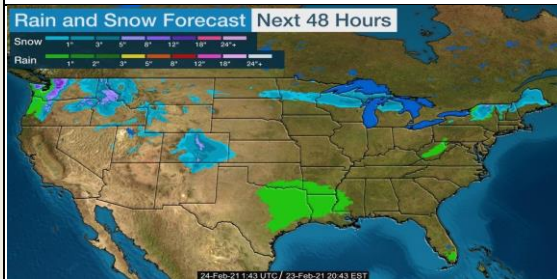 Rain and Snow Forecast Next 48 Hours
Snow
1" 3" 5" 8" 12" 18" 24"+
Rain
1" 2" 3" 5" 8" 12" 18" 24"+
24-Feb-21 1:43 UTC / 23-Feb-21 20:43 EST